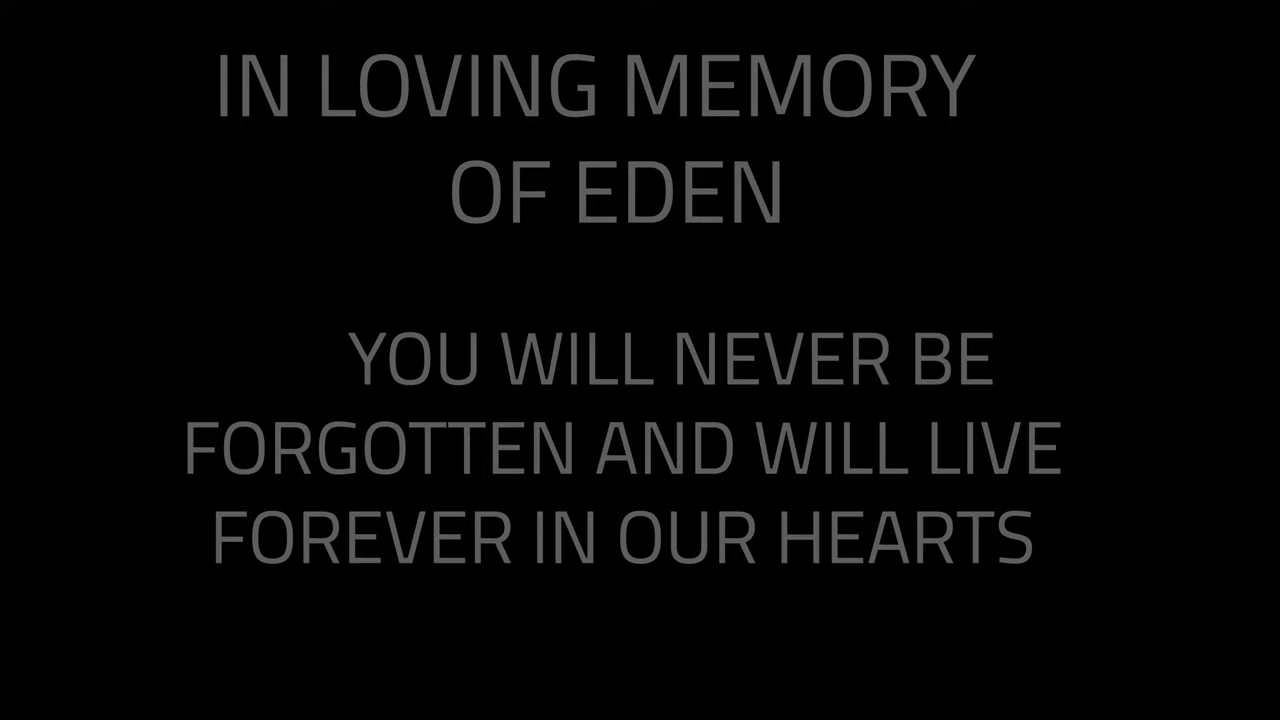 IN LOVING MEMORY
OF EDEN
YOU WILL NEVER BE
FORGOTTEN AND WILL LIVE
FOREVER IN OUR HEARTS